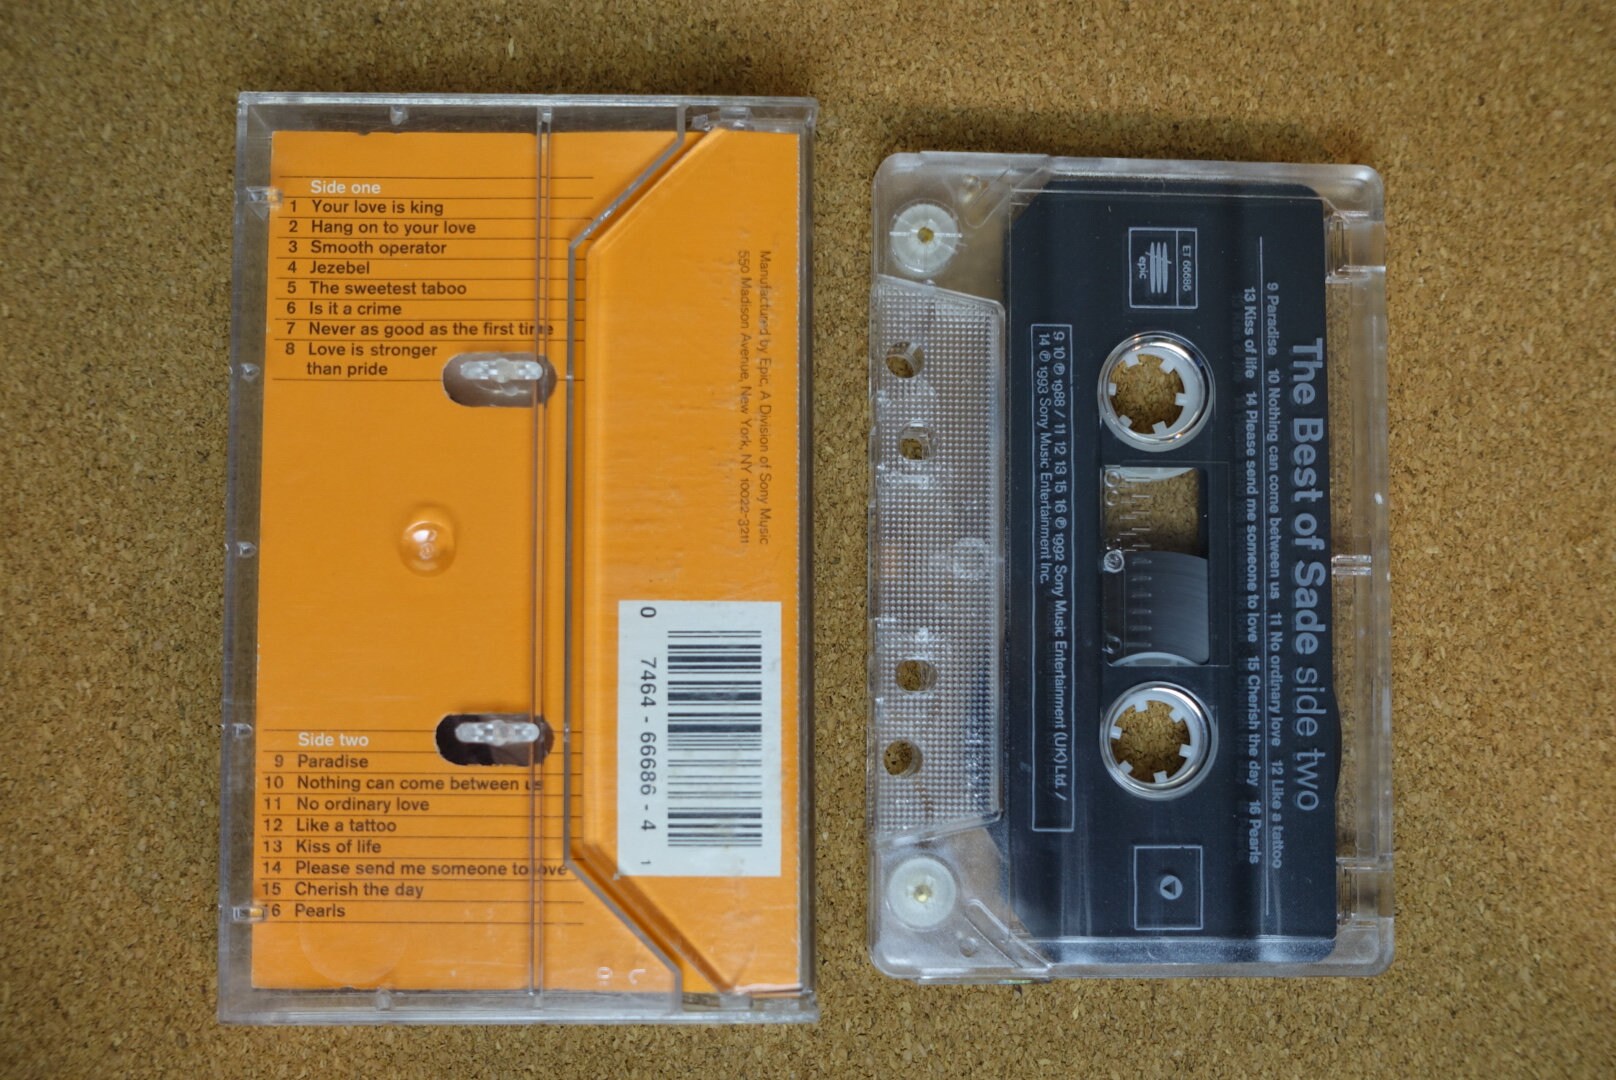 Side one
1 Your love is king
2 Hang on to your love
3 Smooth operator
4 Jezebel
5 The sweetest taboo
6 Is it a crime
7 Never as good as the first time
8 Love is stronger
than pride
Side two
9 Paradise
10 Nothing can come between us
11 No ordinary love
12 Like a tattoo
13 Kiss of life
14 Please send me someone to love
15 Cherish the day
16 Pearls
Manufactured by Epic, A Division of Sony Music
550 Madison Avenue, New York, NY 10022-3211
0 7464-66686-4 1
The Best of Sade side two
9 Paradise 10 Nothing can come between us 11 No ordinary love 12 Like a tattoo
13 Kiss of life 14 Please send me someone to love 15 Cherish the day 16 Pearls
ET 66686
epic
9 10 ℗ 1988 / 11 12 13 15 16 ℗ 1992 Sony Music Entertainment (UK) Ltd. /
14 ℗ 1993 Sony Music Entertainment Inc.